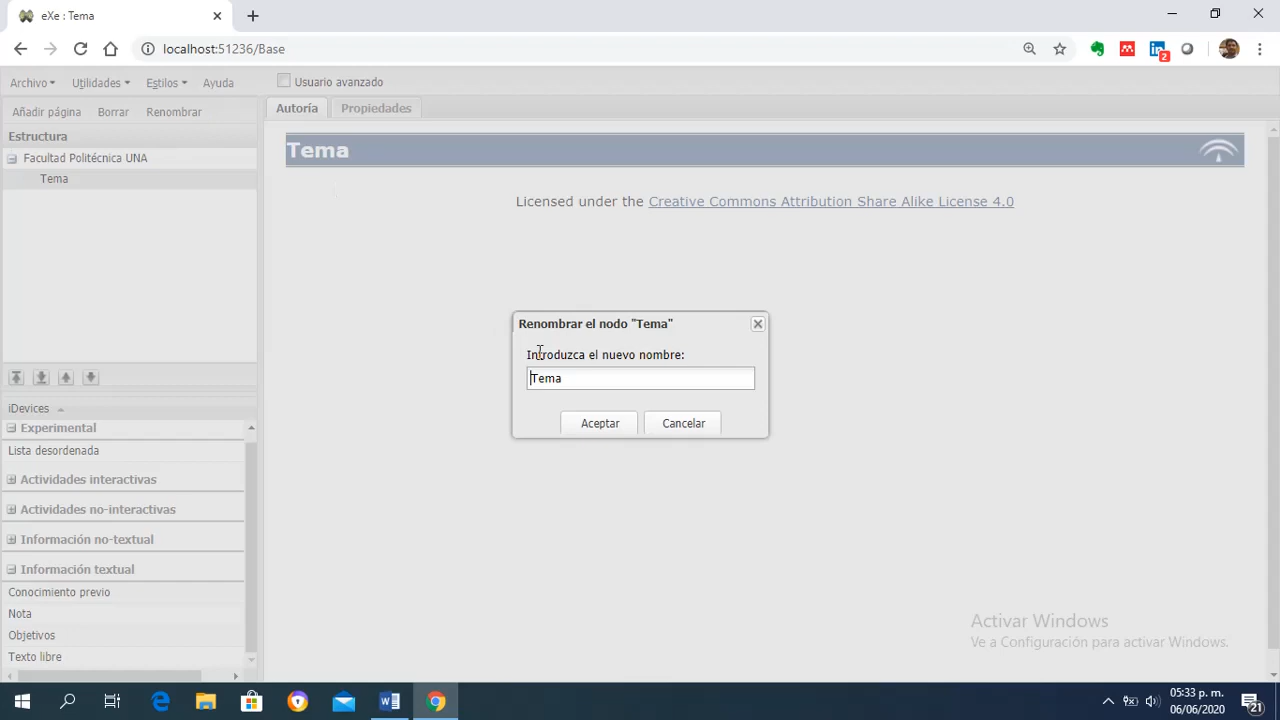 eXe : Tema
localhost:51236/Base
2
Archivo
Utilidades
Estilos
Ayuda
Usuario avanzado
Añadir página
Borrar
Renombrar
Autoría
Propiedades
Estructura
Facultad Politécnica UNA
Tema
Tema
Licensed under the Creative Commons Attribution Share Alike License 4.0
Renombrar el nodo "Tema"
Introduzca el nuevo nombre:
Tema
Aceptar
Cancelar
iDevices
Experimental
Lista desordenada
Actividades interactivas
Actividades no-interactivas
Información no-textual
Información textual
Conocimiento previo
Nota
Objetivos
Texto libre
Activar Windows
Ve a Configuración para activar Windows.
05:33 p. m.
06/06/2020
21